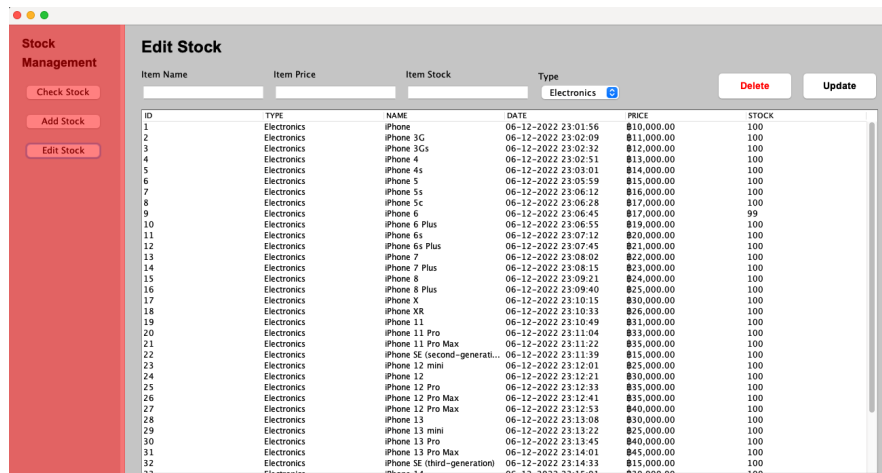 Stock
Management
Check Stock
Add Stock
Edit Stock
Edit Stock
Item Name Item Price Item Stock Type
Electronics Delete Update
ID TYPE NAME DATE PRICE STOCK
1 Electronics iPhone 06-12-2022 23:01:56 ฿10,000.00 100
2 Electronics iPhone 3G 06-12-2022 23:02:09 ฿11,000.00 100
3 Electronics iPhone 3Gs 06-12-2022 23:02:32 ฿12,000.00 100
4 Electronics iPhone 4 06-12-2022 23:02:51 ฿13,000.00 100
5 Electronics iPhone 4s 06-12-2022 23:03:01 ฿14,000.00 100
6 Electronics iPhone 5 06-12-2022 23:05:59 ฿15,000.00 100
7 Electronics iPhone 5s 06-12-2022 23:06:12 ฿16,000.00 100
8 Electronics iPhone 5c 06-12-2022 23:06:28 ฿17,000.00 100
9 Electronics iPhone 6 06-12-2022 23:06:45 ฿17,000.00 99
10 Electronics iPhone 6 Plus 06-12-2022 23:06:55 ฿19,000.00 100
11 Electronics iPhone 6s 06-12-2022 23:07:12 ฿20,000.00 100
12 Electronics iPhone 6s Plus 06-12-2022 23:07:45 ฿21,000.00 100
13 Electronics iPhone 7 06-12-2022 23:08:02 ฿22,000.00 100
14 Electronics iPhone 7 Plus 06-12-2022 23:08:15 ฿23,000.00 100
15 Electronics iPhone 8 06-12-2022 23:09:21 ฿24,000.00 100
16 Electronics iPhone 8 Plus 06-12-2022 23:09:40 ฿25,000.00 100
17 Electronics iPhone X 06-12-2022 23:10:15 ฿30,000.00 100
18 Electronics iPhone XR 06-12-2022 23:10:33 ฿26,000.00 100
19 Electronics iPhone 11 06-12-2022 23:10:49 ฿31,000.00 100
20 Electronics iPhone 11 Pro 06-12-2022 23:11:04 ฿33,000.00 100
21 Electronics iPhone 11 Pro Max 06-12-2022 23:11:22 ฿35,000.00 100
22 Electronics iPhone SE (second-generati... 06-12-2022 23:11:39 ฿15,000.00 100
23 Electronics iPhone 12 mini 06-12-2022 23:12:01 ฿25,000.00 100
24 Electronics iPhone 12 06-12-2022 23:12:21 ฿30,000.00 100
25 Electronics iPhone 12 Pro 06-12-2022 23:12:33 ฿35,000.00 100
26 Electronics iPhone 12 Pro Max 06-12-2022 23:12:41 ฿35,000.00 100
27 Electronics iPhone 12 Pro Max 06-12-2022 23:12:53 ฿40,000.00 100
28 Electronics iPhone 13 06-12-2022 23:13:08 ฿30,000.00 100
29 Electronics iPhone 13 mini 06-12-2022 23:13:22 ฿25,000.00 100
30 Electronics iPhone 13 Pro 06-12-2022 23:13:45 ฿40,000.00 100
31 Electronics iPhone 13 Pro Max 06-12-2022 23:14:01 ฿45,000.00 100
32 Electronics iPhone SE (third-generation) 06-12-2022 23:14:33 ฿15,000.00 100